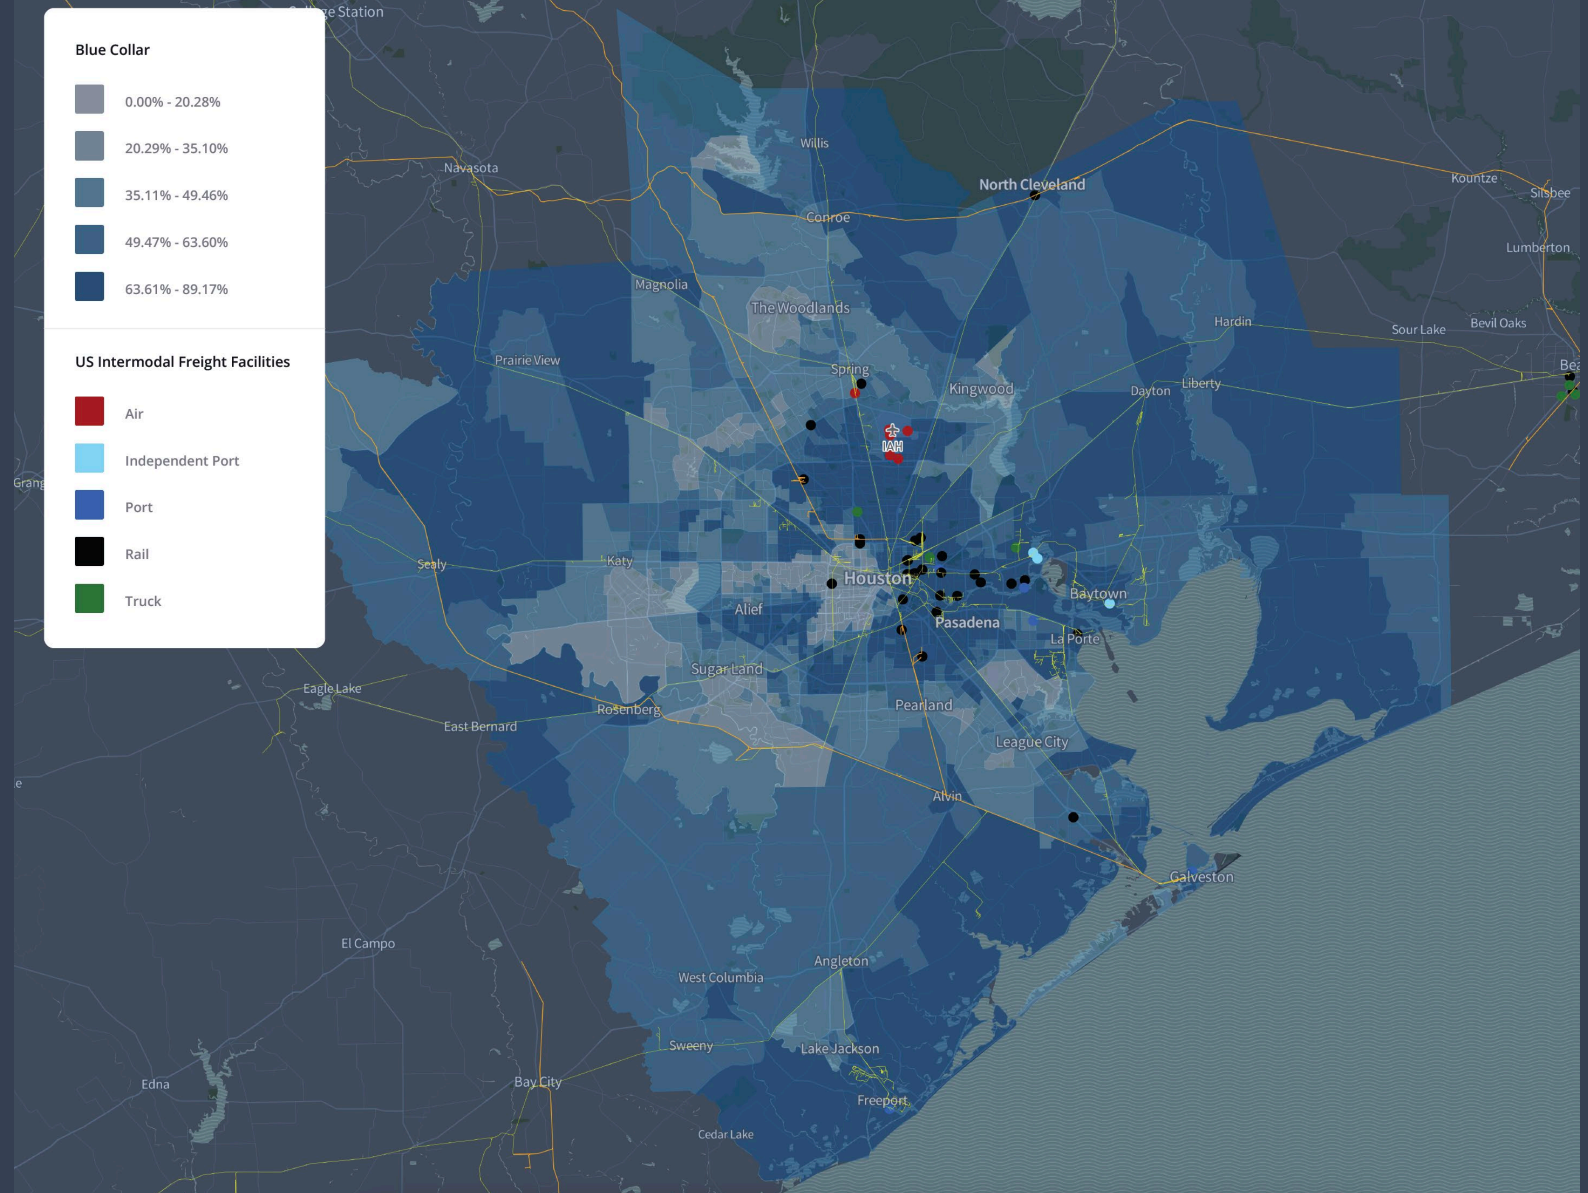 Blue Collar
0.00% - 20.28%
20.29% - 35.10%
35.11% - 49.46%
49.47% - 63.60%
63.61% - 89.17%
US Intermodal Freight Facilities
Air
Independent Port
Port
Rail
Truck
Station
Willis
Navasota
North Cleveland
Kountze
Silsbee
Conroe
Lumberton
Magnolia
The Woodlands
Hardin
Sour Lake
Bevil Oaks
Prairie View
Spring
Kingwood
Dayton
Liberty
IAH
Sealy
Katy
Houston
Alief
Baytown
Pasadena
La Porte
Sugar Land
Eagle Lake
Rosenberg
Pearland
East Bernard
League City
Alvin
Galveston
El Campo
Angleton
West Columbia
Sweeny
Lake Jackson
Edna
Bay City
Freeport
Cedar Lake